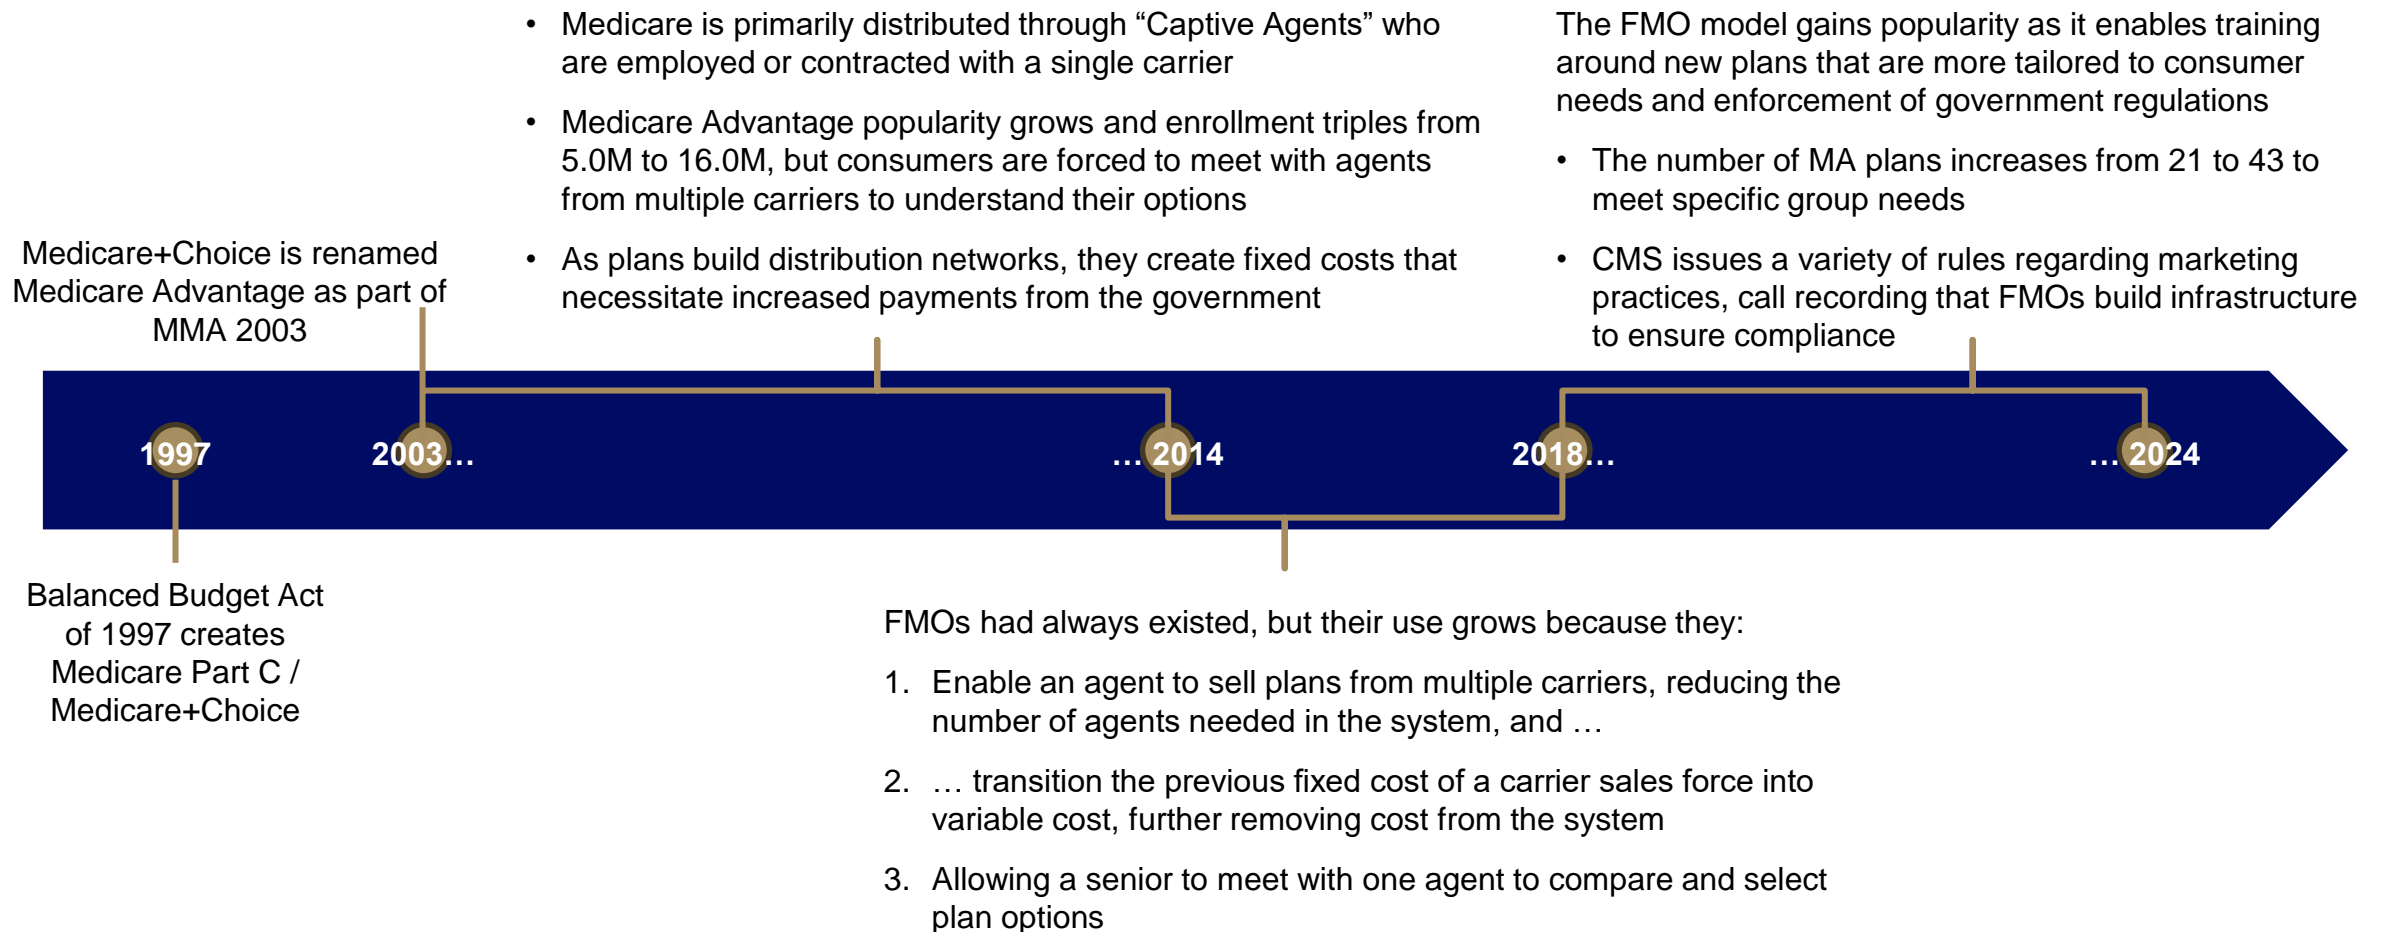 Medicare+Choice is renamed
Medicare Advantage as part of
MMA 2003
• Medicare is primarily distributed through “Captive Agents” who
are employed or contracted with a single carrier
• Medicare Advantage popularity grows and enrollment triples from
5.0M to 16.0M, but consumers are forced to meet with agents
from multiple carriers to understand their options
• As plans build distribution networks, they create fixed costs that
necessitate increased payments from the government
The FMO model gains popularity as it enables training
around new plans that are more tailored to consumer
needs and enforcement of government regulations
• The number of MA plans increases from 21 to 43 to
meet specific group needs
• CMS issues a variety of rules regarding marketing
practices, call recording that FMOs build infrastructure
to ensure compliance
1997
2003…
… 2014
2018…
… 2024
Balanced Budget Act
of 1997 creates
Medicare Part C /
Medicare+Choice
FMOs had always existed, but their use grows because they:
1. Enable an agent to sell plans from multiple carriers, reducing the
number of agents needed in the system, and …
2. … transition the previous fixed cost of a carrier sales force into
variable cost, further removing cost from the system
3. Allowing a senior to meet with one agent to compare and select
plan options